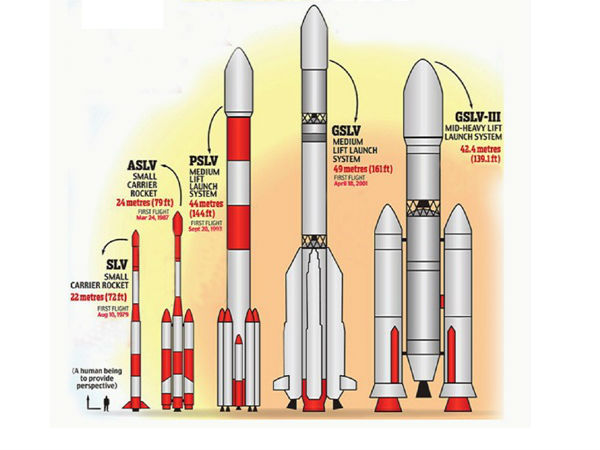 SLV
SMALL
CARRIER ROCKET
22 metres (72 ft)
FIRST FLIGHT
Aug 10, 1979
(A human being
to provide
perspective)
ASLV
SMALL
CARRIER
ROCKET
24 metres (79 ft)
FIRST FLIGHT
Mar 24, 1987
PSLV
MEDIUM
LIFT
LAUNCH
SYSTEM
44 metres
(144 ft)
FIRST FLIGHT
Sept 20, 1993
GSLV
MEDIUM
LIFT LAUNCH
SYSTEM
49 metres (161 ft)
FIRST FLIGHT
April 18, 2001
GSLV-III
MID-HEAVY LIFT
LAUNCH SYSTEM
42.4 metres
(139.1 ft)